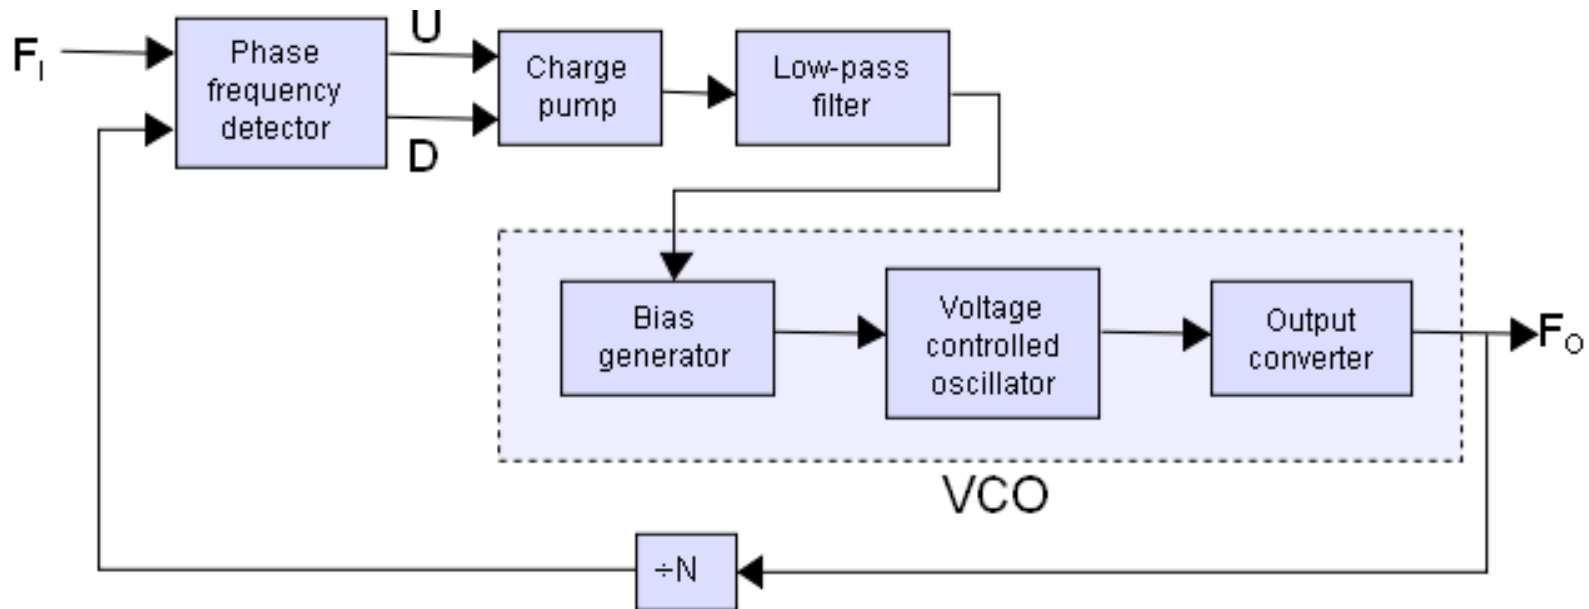 F_I
Phase
frequency
detector
U
D
Charge
pump
Low-pass
filter
Bias
generator
Voltage
controlled
oscillator
Output
converter
F_O
VCO
÷N